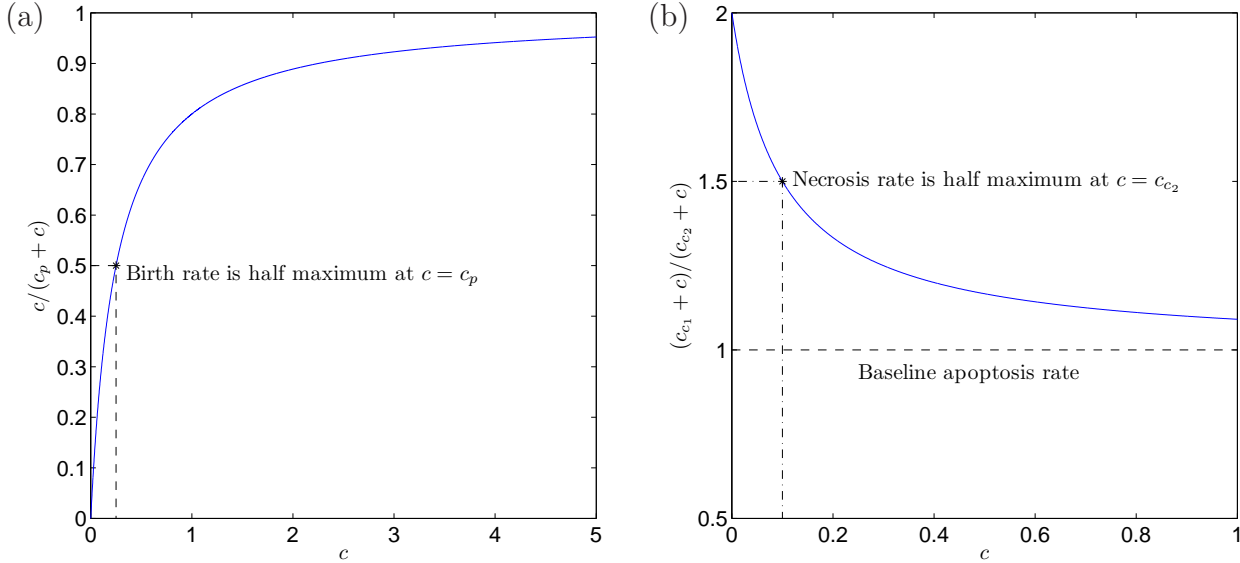 (a)
1
0.9
0.8
0.7
0.6
0.5
0.4
0.3
0.2
0.1
0
c/(c_p + c)
Birth rate is half maximum at c = c_p
0 1 2 3 4 5
c
(b)
2
1.5
1
0.5
(c_{c_1} + c)/(c_{c_2} + c)
Necrosis rate is half maximum at c = c_{c_2}
Baseline apoptosis rate
0 0.2 0.4 0.6 0.8 1
c